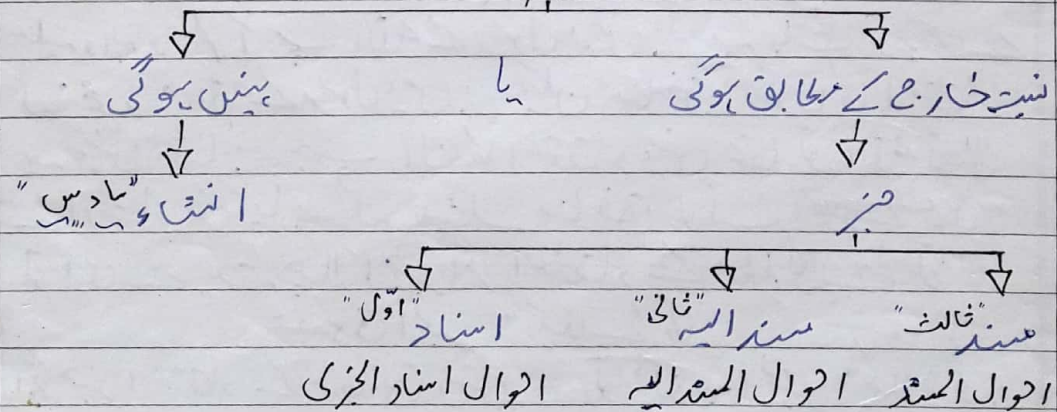 نسبت خارج کے مطابق ہوگی یا نہیں ہوگی
خبر انشاء "سادس"
مسند "ثالث" مسند الیہ "ثانی" اسناد "اوّل"
احوال المسند احوال المسند الیہ احوال اسناد الخبری